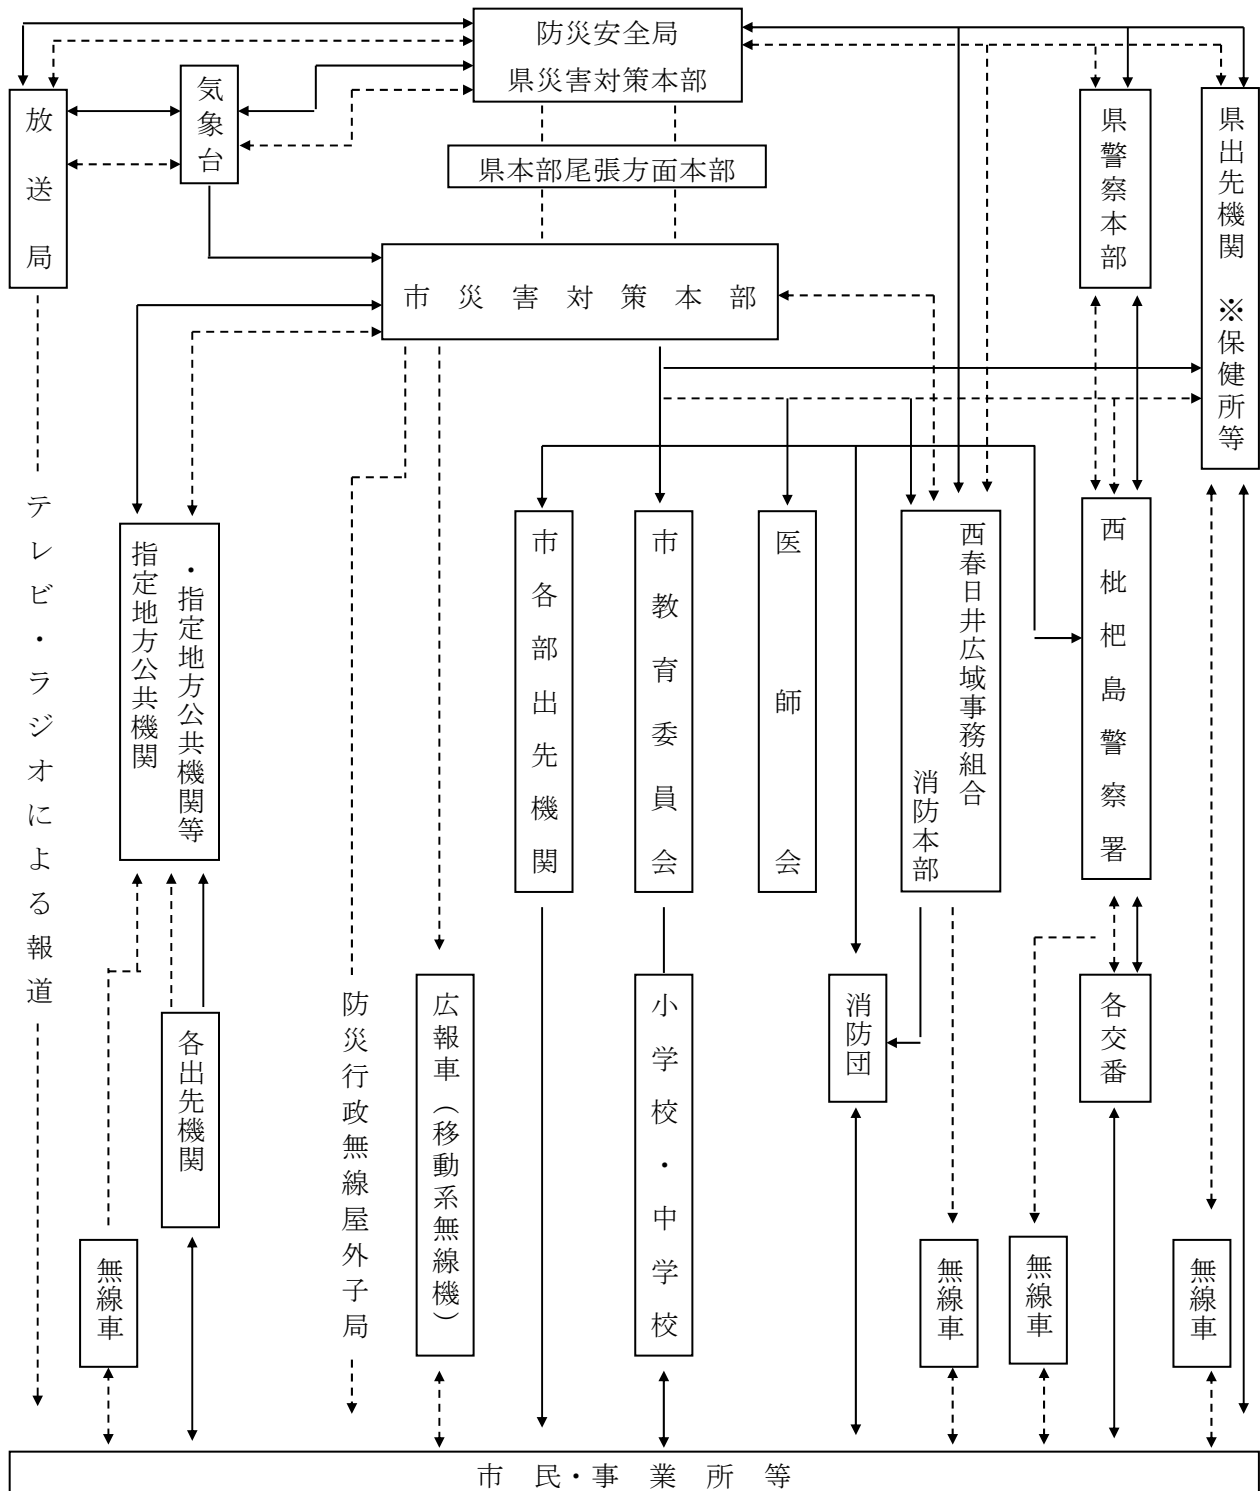 防災安全局
県災害対策本部
気象台
放送局
県本部尾張方面本部
県警察本部
県出先機関　※保健所等
市災害対策本部
テレビ・ラジオによる報道
指定地方公共機関
・指定地方公共機関等
市各部出先機関
市教育委員会
医師会
西春日井広域事務組合
消防本部
西枇杷島警察署
各出先機関
防災行政無線屋外子局
広報車（移動系無線機）
小学校・中学校
消防団
各交番
無線車
無線車
無線車
無線車
市民・事業所等